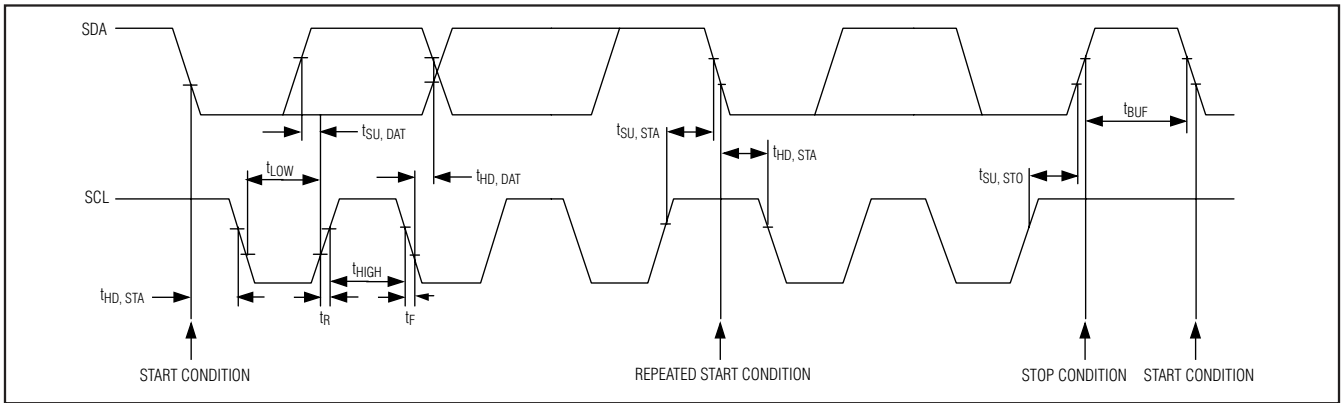 SDA
tSU, DAT
tSU, STA
tBUF
tHD, STA
tLOW
tHD, DAT
tSU, STO
SCL
tHIGH
tHD, STA
tR
tF
START CONDITION
REPEATED START CONDITION
STOP CONDITION
START CONDITION